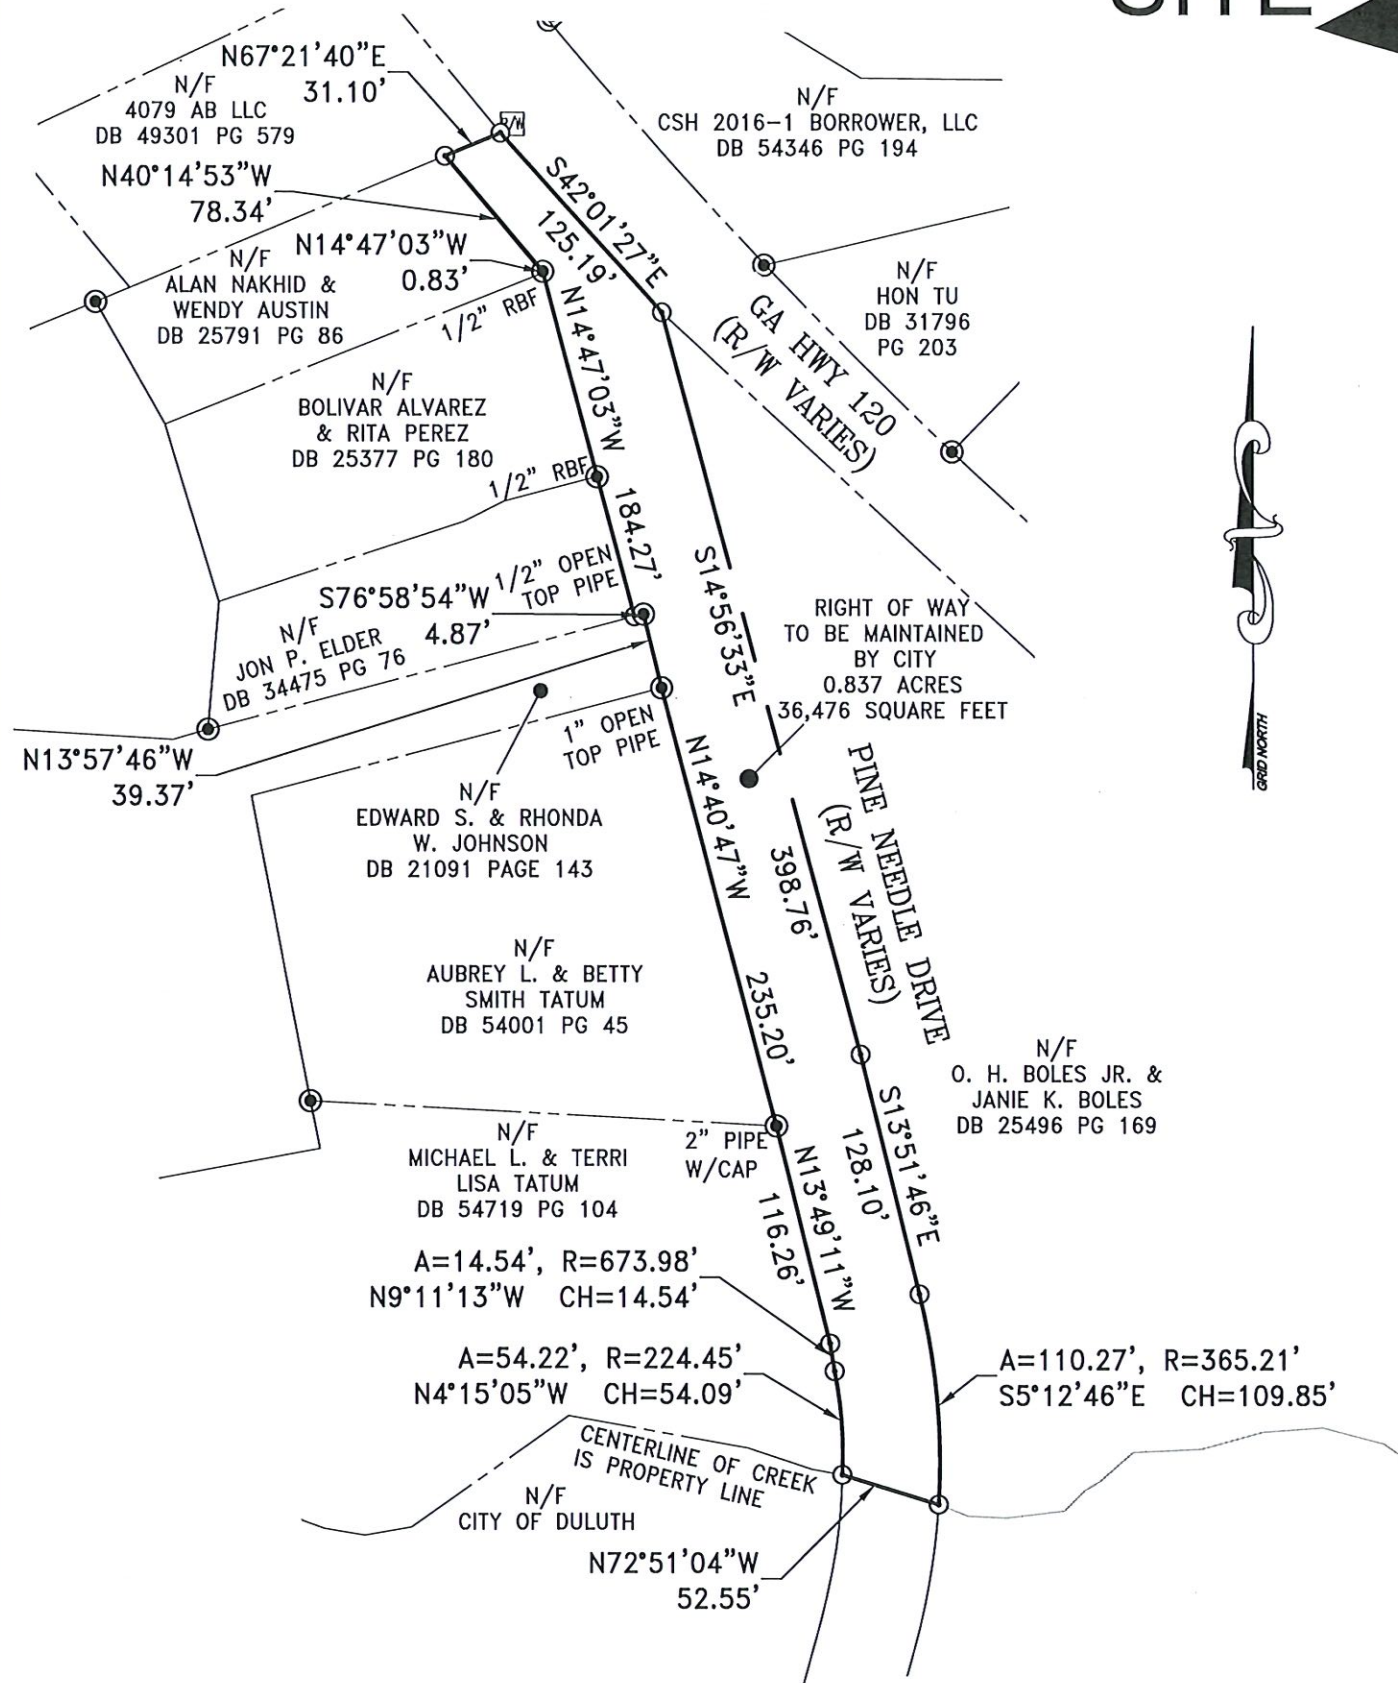 SITE
N67°21'40"E
31.10'
N/F
4079 AB LLC
DB 49301 PG 579
N/F
CSH 2016-1 BORROWER, LLC
DB 54346 PG 194
R/W
N40°14'53"W
78.34'
S42°01'27"E
125.19'
N14°47'03"W
0.83'
N/F
ALAN NAKHID &
WENDY AUSTIN
DB 25791 PG 86
1/2" RBF
N/F
HON TU
DB 31796
PG 203
GA HWY 120
(R/W VARIES)
N14°47'03"W
184.27'
N/F
BOLIVAR ALVAREZ
& RITA PEREZ
DB 25377 PG 180
1/2" RBF
1/2" OPEN
TOP PIPE
S76°58'54"W
4.87'
N/F
JON P. ELDER
DB 34475 PG 76
S14°56'33"E
398.76'
RIGHT OF WAY
TO BE MAINTAINED
BY CITY
0.837 ACRES
36,476 SQUARE FEET
GRID NORTH
N13°57'46"W
39.37'
1" OPEN
TOP PIPE
N/F
EDWARD S. & RHONDA
W. JOHNSON
DB 21091 PAGE 143
N14°40'47"W
235.20'
PINE NEEDLE DRIVE
(R/W VARIES)
N/F
AUBREY L. & BETTY
SMITH TATUM
DB 54001 PG 45
N/F
O. H. BOLES JR. &
JANIE K. BOLES
DB 25496 PG 169
S13°51'46"E
128.10'
N/F
MICHAEL L. & TERRI
LISA TATUM
DB 54719 PG 104
2" PIPE
W/CAP
N13°49'11"W
116.26'
A=14.54', R=673.98'
N9°11'13"W CH=14.54'
A=54.22', R=224.45'
N4°15'05"W CH=54.09'
A=110.27', R=365.21'
S5°12'46"E CH=109.85'
CENTERLINE OF CREEK
IS PROPERTY LINE
N/F
CITY OF DULUTH
N72°51'04"W
52.55'